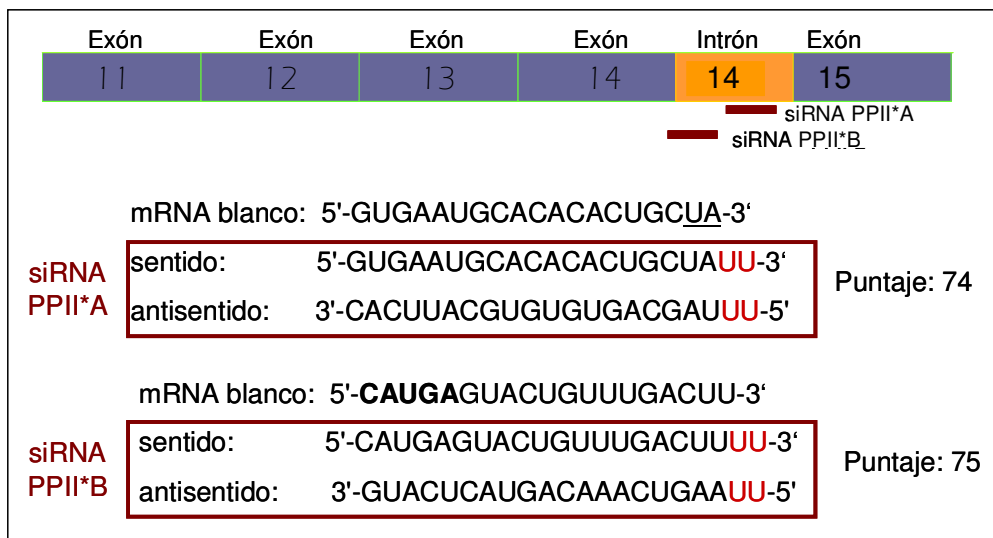 Exón Exón Exón Exón Intrón Exón
11 12 13 14 14 15
siRNA PPII*A
siRNA PPII*B
mRNA blanco: 5'-GUGAAUGCACACACUGCUA-3‘
siRNA PPII*A
sentido: 5'-GUGAAUGCACACACUGCUAUU-3‘
antisentido: 3'-CACUUACGUGUGUGACGAUUU-5'
Puntaje: 74
mRNA blanco: 5'-CAUGAGUACUGUUUGACUU-3‘
siRNA PPII*B
sentido: 5'-CAUGAGUACUGUUUGACUUUU-3‘
antisentido: 3'-GUACUCAUGACAAACUGAAUU-5'
Puntaje: 75